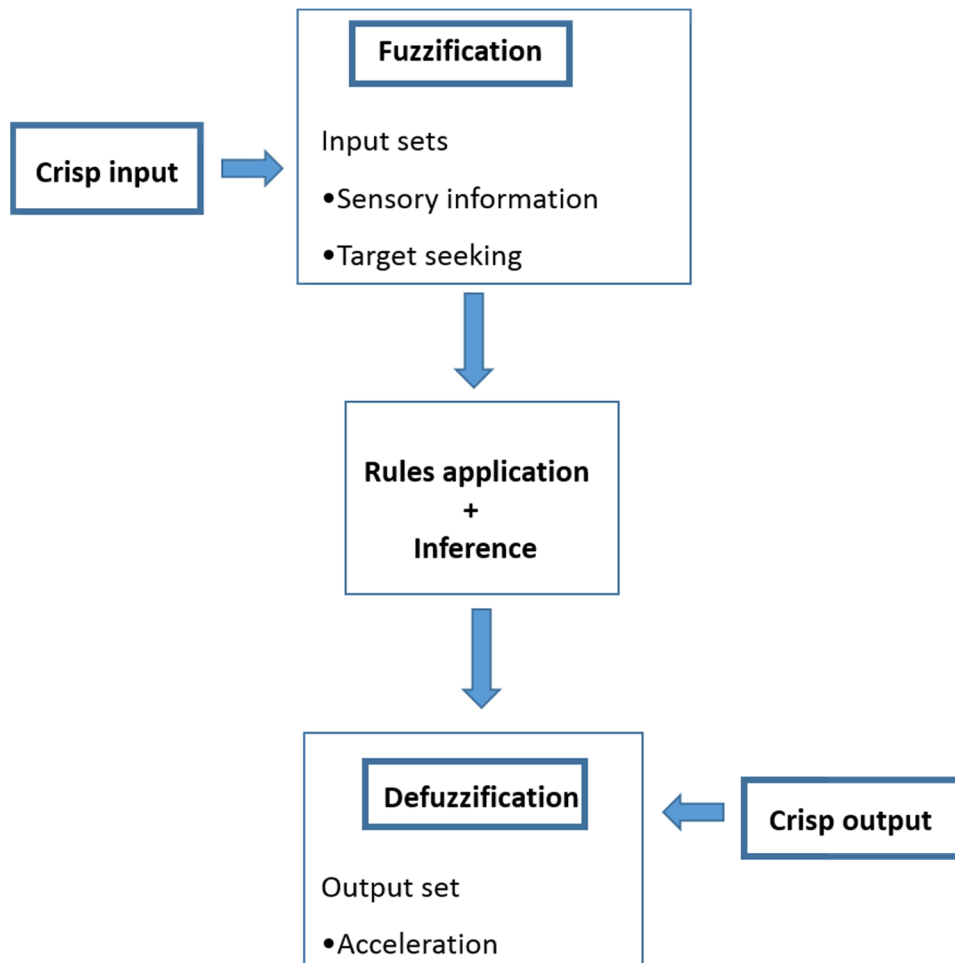 Fuzzification
Crisp input
Input sets
•Sensory information
•Target seeking
Rules application
+
Inference
Defuzzification
Crisp output
Output set
•Acceleration